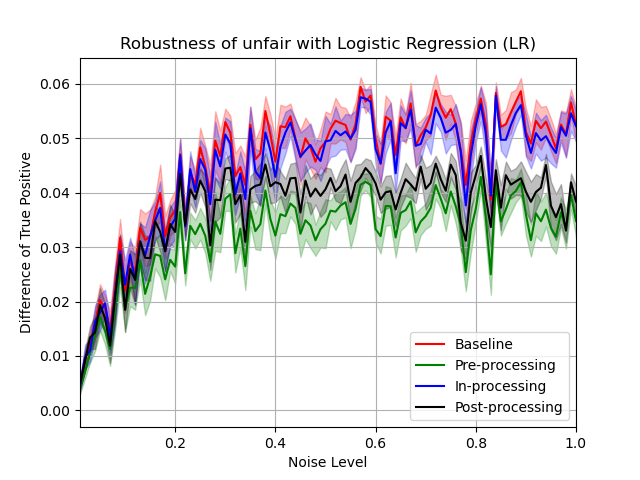 Robustness of unfair with Logistic Regression (LR)
Difference of True Positive
0.06
0.05
0.04
0.03
0.02
0.01
0.00
Baseline
Pre-processing
In-processing
Post-processing
0.2
0.4
0.6
0.8
1.0
Noise Level